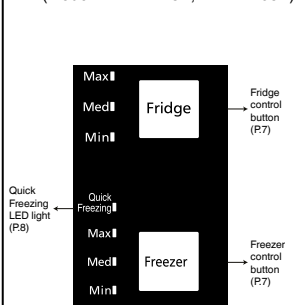 Max
Med
Min
Fridge
Fridge
control
button
(P.7)
Quick
Freezing
LED light
(P.8)
Quick
Freezing
Max
Med
Min
Freezer
Freezer
control
button
(P.7)